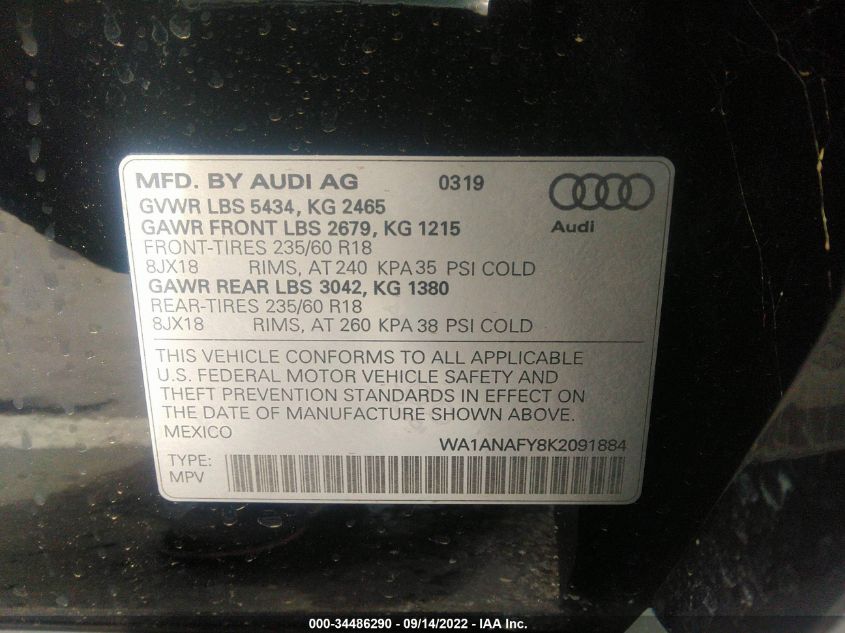 MFD. BY AUDI AG 0319
GVWR LBS 5434, KG 2465
GAWR FRONT LBS 2679, KG 1215
Audi
FRONT-TIRES 235/60 R18
8JX18 RIMS, AT 240 KPA 35 PSI COLD
GAWR REAR LBS 3042, KG 1380
REAR-TIRES 235/60 R18
8JX18 RIMS, AT 260 KPA 38 PSI COLD
THIS VEHICLE CONFORMS TO ALL APPLICABLE
U.S. FEDERAL MOTOR VEHICLE SAFETY AND
THEFT PREVENTION STANDARDS IN EFFECT ON
THE DATE OF MANUFACTURE SHOWN ABOVE.
MEXICO
WA1ANAFY8K2091884
TYPE:
MPV
000-34486290 - 09/14/2022 - IAA Inc.